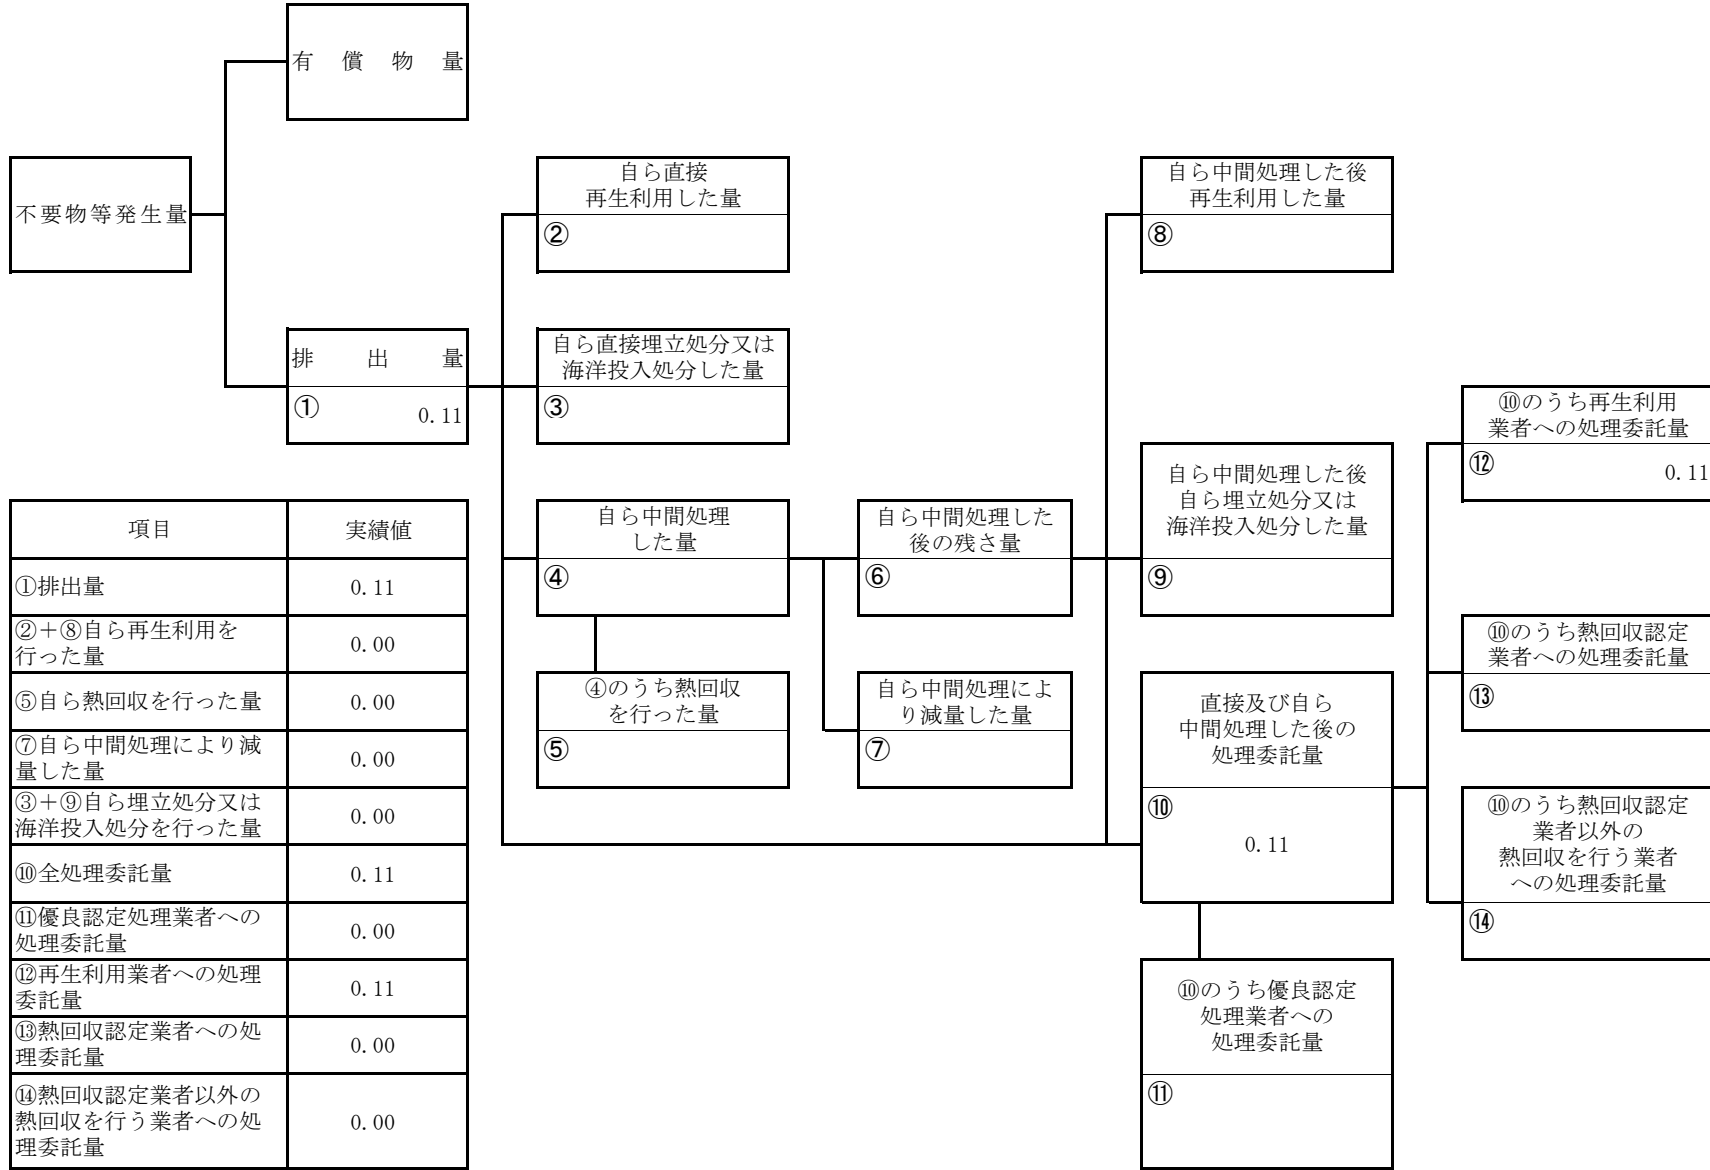 有償物量
不要物等発生量
排出量
① 0.11
自ら直接
再生利用した量
②
自ら直接埋立処分又は
海洋投入処分した量
③
自ら中間処理
した量
④
④のうち熱回収
を行った量
⑤
自ら中間処理した
後の残さ量
⑥
自ら中間処理によ
り減量した量
⑦
自ら中間処理した後
再生利用した量
⑧
自ら中間処理した後
自ら埋立処分又は
海洋投入処分した量
⑨
直接及び自ら
中間処理した後の
処理委託量
⑩
0.11
⑩のうち優良認定
処理業者への
処理委託量
⑪
⑩のうち再生利用
業者への処理委託量
⑫ 0.11
⑩のうち熱回収認定
業者への処理委託量
⑬
⑩のうち熱回収認定
業者以外の
熱回収を行う業者
への処理委託量
⑭
項目 実績値
①排出量 0.11
②＋⑧自ら再生利用を
行った量 0.00
⑤自ら熱回収を行った量 0.00
⑦自ら中間処理により減
量した量 0.00
③＋⑨自ら埋立処分又は
海洋投入処分を行った量 0.00
⑩全処理委託量 0.11
⑪優良認定処理業者への
処理委託量 0.00
⑫再生利用業者への処理
委託量 0.11
⑬熱回収認定業者への処
理委託量 0.00
⑭熱回収認定業者以外の
熱回収を行う業者への処
理委託量 0.00